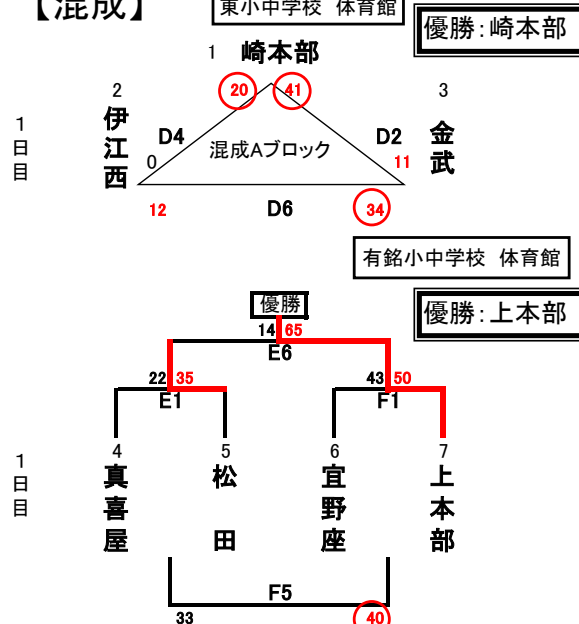 【混成】
東小中学校 体育館
優勝:崎本部
1 崎本部
20 41
2
伊江西
3
金武
1日目
D4
0
混成Aブロック
D2
11
12
D6
34
有銘小中学校 体育館
優勝:上本部
優勝
14 65
E6
22 35
E1
43 50
F1
4
真喜屋
5
松田
6
宜野座
7
上本部
1日目
F5
33
40